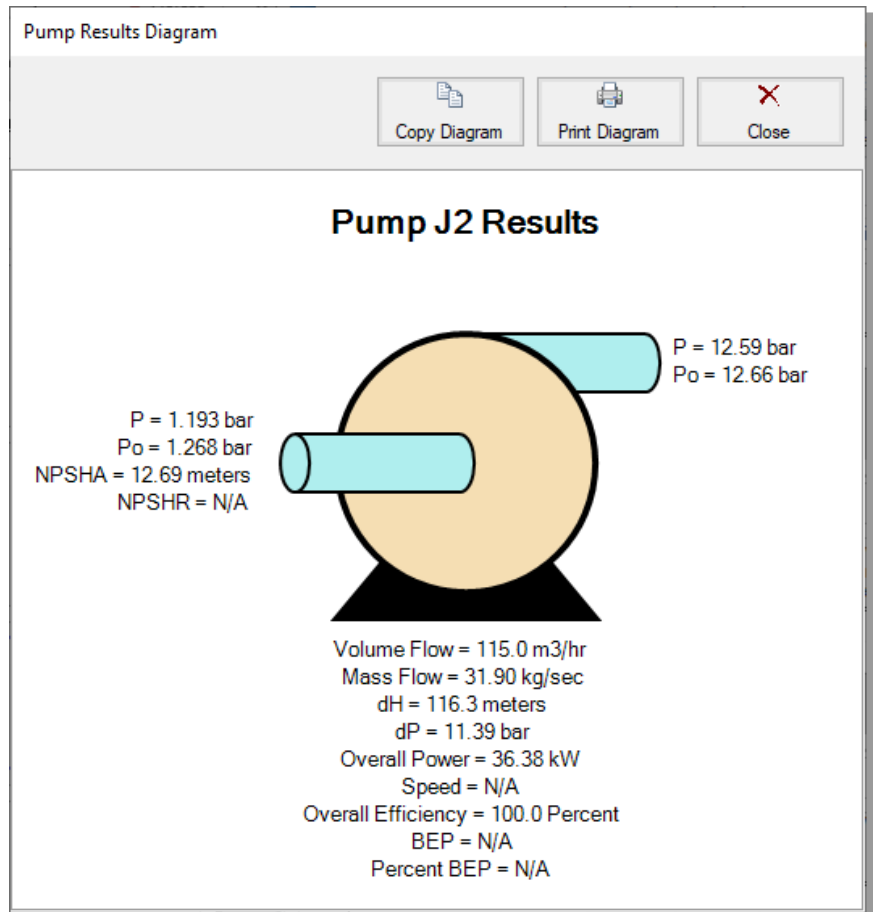 Pump Results Diagram
Copy Diagram
Print Diagram
Close
Pump J2 Results
P = 12.59 bar
Po = 12.66 bar
P = 1.193 bar
Po = 1.268 bar
NPSHA = 12.69 meters
NPSHR = N/A
Volume Flow = 115.0 m3/hr
Mass Flow = 31.90 kg/sec
dH = 116.3 meters
dP = 11.39 bar
Overall Power = 36.38 kW
Speed = N/A
Overall Efficiency = 100.0 Percent
BEP = N/A
Percent BEP = N/A